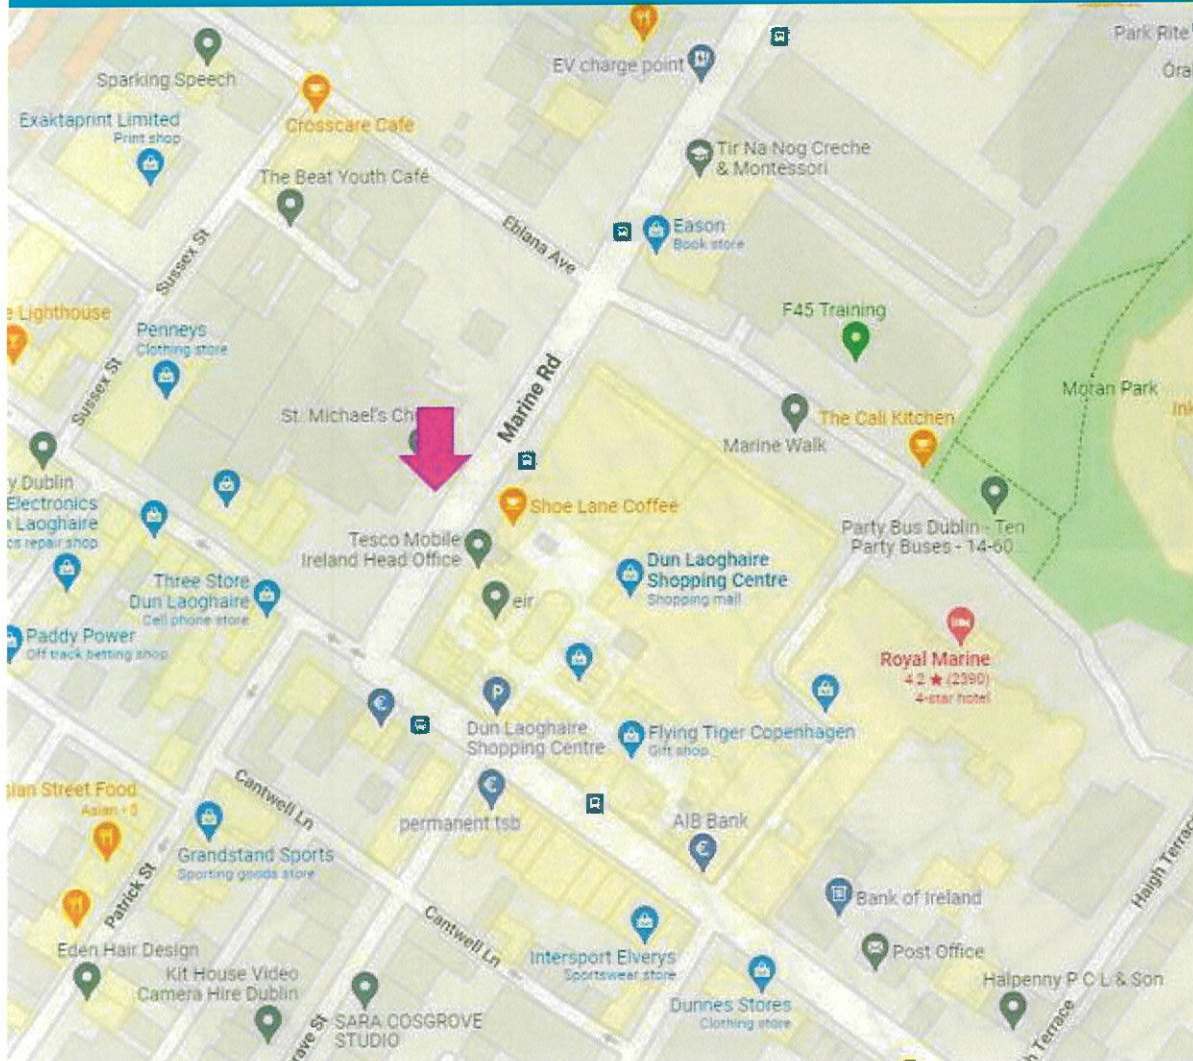 Park Rite
Sparking Speech
EV charge point
Exaktaprint Limited
Print shop
Crosscare Cafe
Tir Na Nog Creche
& Montessori
The Beat Youth Café
Eason
Book store
Eblana Ave
Sussex St
Lighthouse
F45 Training
Penneys
Clothing store
Marine Rd
Sussex St
Moran Park
St. Michael's Ch
The Cali Kitchen
Marine Walk
y Dublin
Electronics
Laoghaire
repair shop
Shoe Lane Coffee
Party Bus Dublin - Ten
Party Buses - 14-60...
Tesco Mobile
Ireland Head Office
Dun Laoghaire
Shopping Centre
Shopping mall
Three Store
Dun Laoghaire
Cell phone store
eir
Paddy Power
Off track betting shop
Royal Marine
4.2 ★ (2390)
4-star hotel
P
Dun Laoghaire
Shopping Centre
Flying Tiger Copenhagen
Gift shop
€
Cantwell Ln
sian Street Food
Asian
€
permanent tsb
AIB Bank
€
Grandstand Sports
Sporting goods store
Patrick St
Bank of Ireland
Haigh Terrace
Cantwell Ln
Eden Hair Design
Intersport Elverys
Sportswear store
Post Office
Kit House Video
Camera Hire Dublin
Halpenny P C L & Son
Dunnes Stores
Clothing store
SARA COSGROVE
STUDIO
rave St
h Terrace